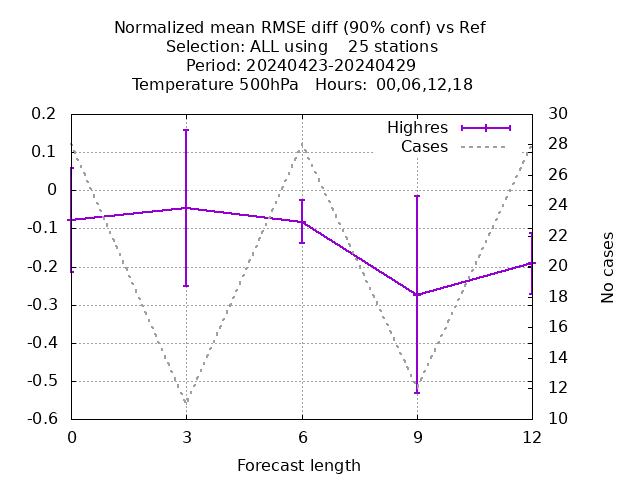 Normalized mean RMSE diff (90% conf) vs Ref
Selection: ALL using    25 stations
Period: 20240423-20240429
Temperature 500hPa   Hours:  00,06,12,18
Highres
Cases
0.2
0.1
0
-0.1
-0.2
-0.3
-0.4
-0.5
-0.6
30
28
26
24
22
20
18
16
14
12
10
No cases
0 3 6 9 12
Forecast length